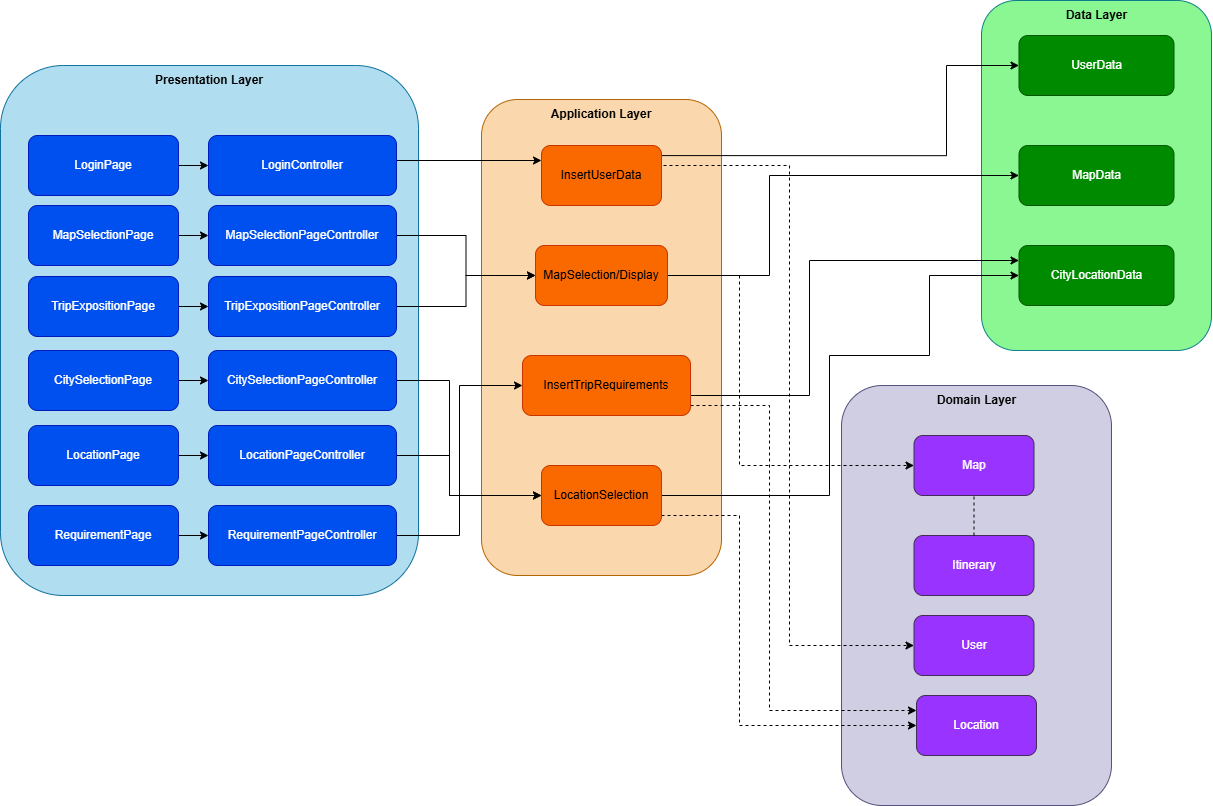 Presentation Layer
LoginPage
LoginController
MapSelectionPage
MapSelectionPageController
TripExpositionPage
TripExpositionPageController
CitySelectionPage
CitySelectionPageController
LocationPage
LocationPageController
RequirementPage
RequirementPageController
Application Layer
InsertUserData
MapSelection/Display
InsertTripRequirements
LocationSelection
Data Layer
UserData
MapData
CityLocationData
Domain Layer
Map
Itinerary
User
Location